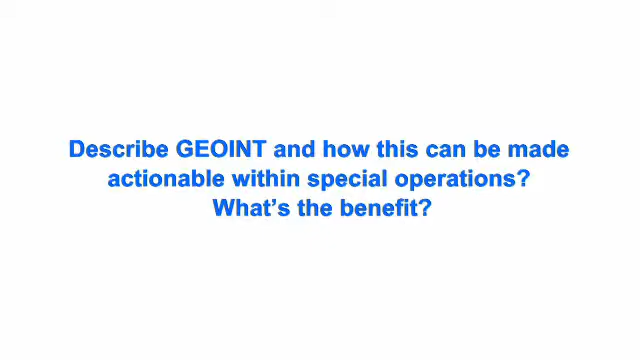 Describe GEOINT and how this can be made
actionable within special operations?
What’s the benefit?